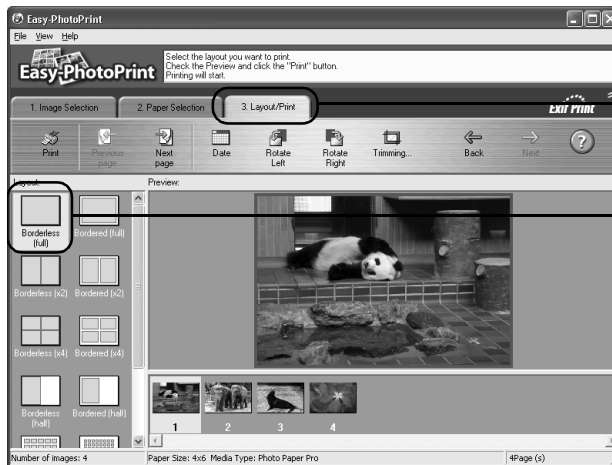 Easy-PhotoPrint
File View Help
Easy-PhotoPrint
Select the layout you want to print.
Check the Preview and click the "Print" button.
Printing will start.
1. Image Selection
2. Paper Selection
3. Layout/Print
Exif Print
Print
Previous page
Next page
Date
Rotate Left
Rotate Right
Trimming...
Back
Next
?
Layout:
Preview:
Borderless (full)
Bordered (full)
Borderless (x2)
Bordered (x2)
Borderless (x4)
Bordered (x4)
Borderless (half)
Bordered (half)
1
2
3
4
Number of images: 4
Paper Size: 4x6 Media Type: Photo Paper Pro
4Page (s)